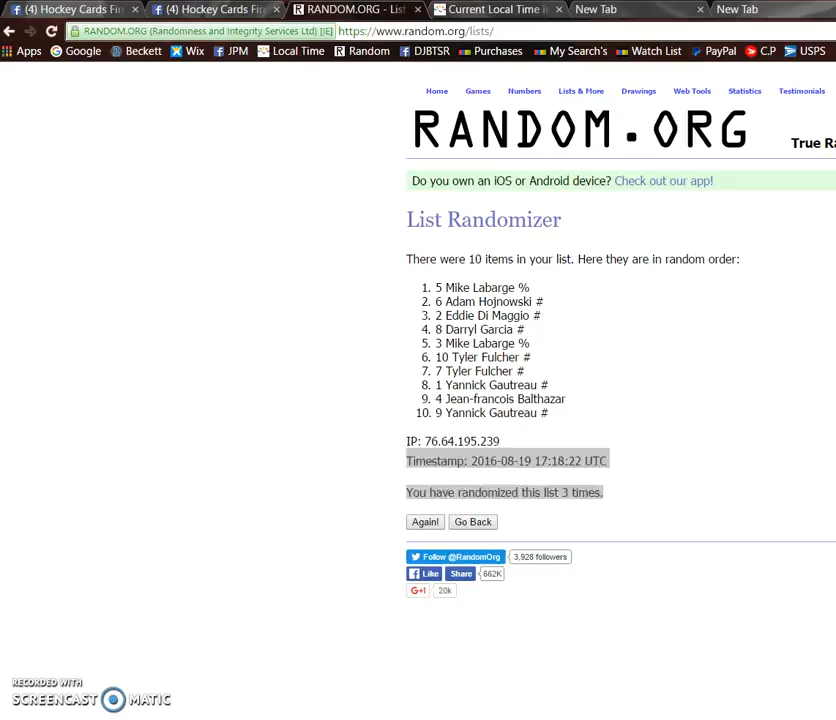 (4) Hockey Cards Fi
(4) Hockey Cards Fi
RANDOM.ORG - List
Current Local Time in
New Tab
New Tab
RANDOM.ORG (Randomness and Integrity Services Ltd) [IE] https://www.random.org/lists/
Apps Google Beckett Wix JPM Local Time Random DJBTSR Purchases My Search's Watch List PayPal C.P USPS
Home Games Numbers Lists & More Drawings Web Tools Statistics Testimonials
RANDOM.ORG
True Ra
Do you own an iOS or Android device? Check out our app!
List Randomizer
There were 10 items in your list. Here they are in random order:
1. 5 Mike Labarge %
2. 6 Adam Hojnowski #
3. 2 Eddie Di Maggio #
4. 8 Darryl Garcia #
5. 3 Mike Labarge %
6. 10 Tyler Fulcher #
7. 7 Tyler Fulcher #
8. 1 Yannick Gautreau #
9. 4 Jean-francois Balthazar
10. 9 Yannick Gautreau #
IP: 76.64.195.239
Timestamp: 2016-08-19 17:18:22 UTC
You have randomized this list 3 times.
Again! Go Back
Follow @RandomOrg 3,928 followers
Like Share 662K
G+1 20k
RECORDED WITH
SCREENCAST MATIC